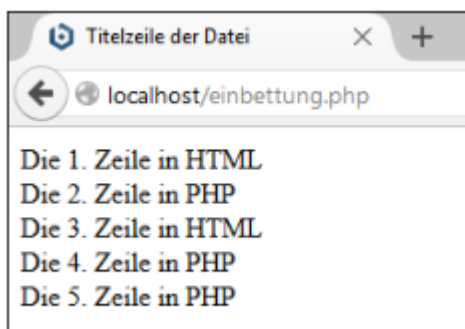 Titelzeile der Datei
localhost/einbettung.php
Die 1. Zeile in HTML
Die 2. Zeile in PHP
Die 3. Zeile in HTML
Die 4. Zeile in PHP
Die 5. Zeile in PHP